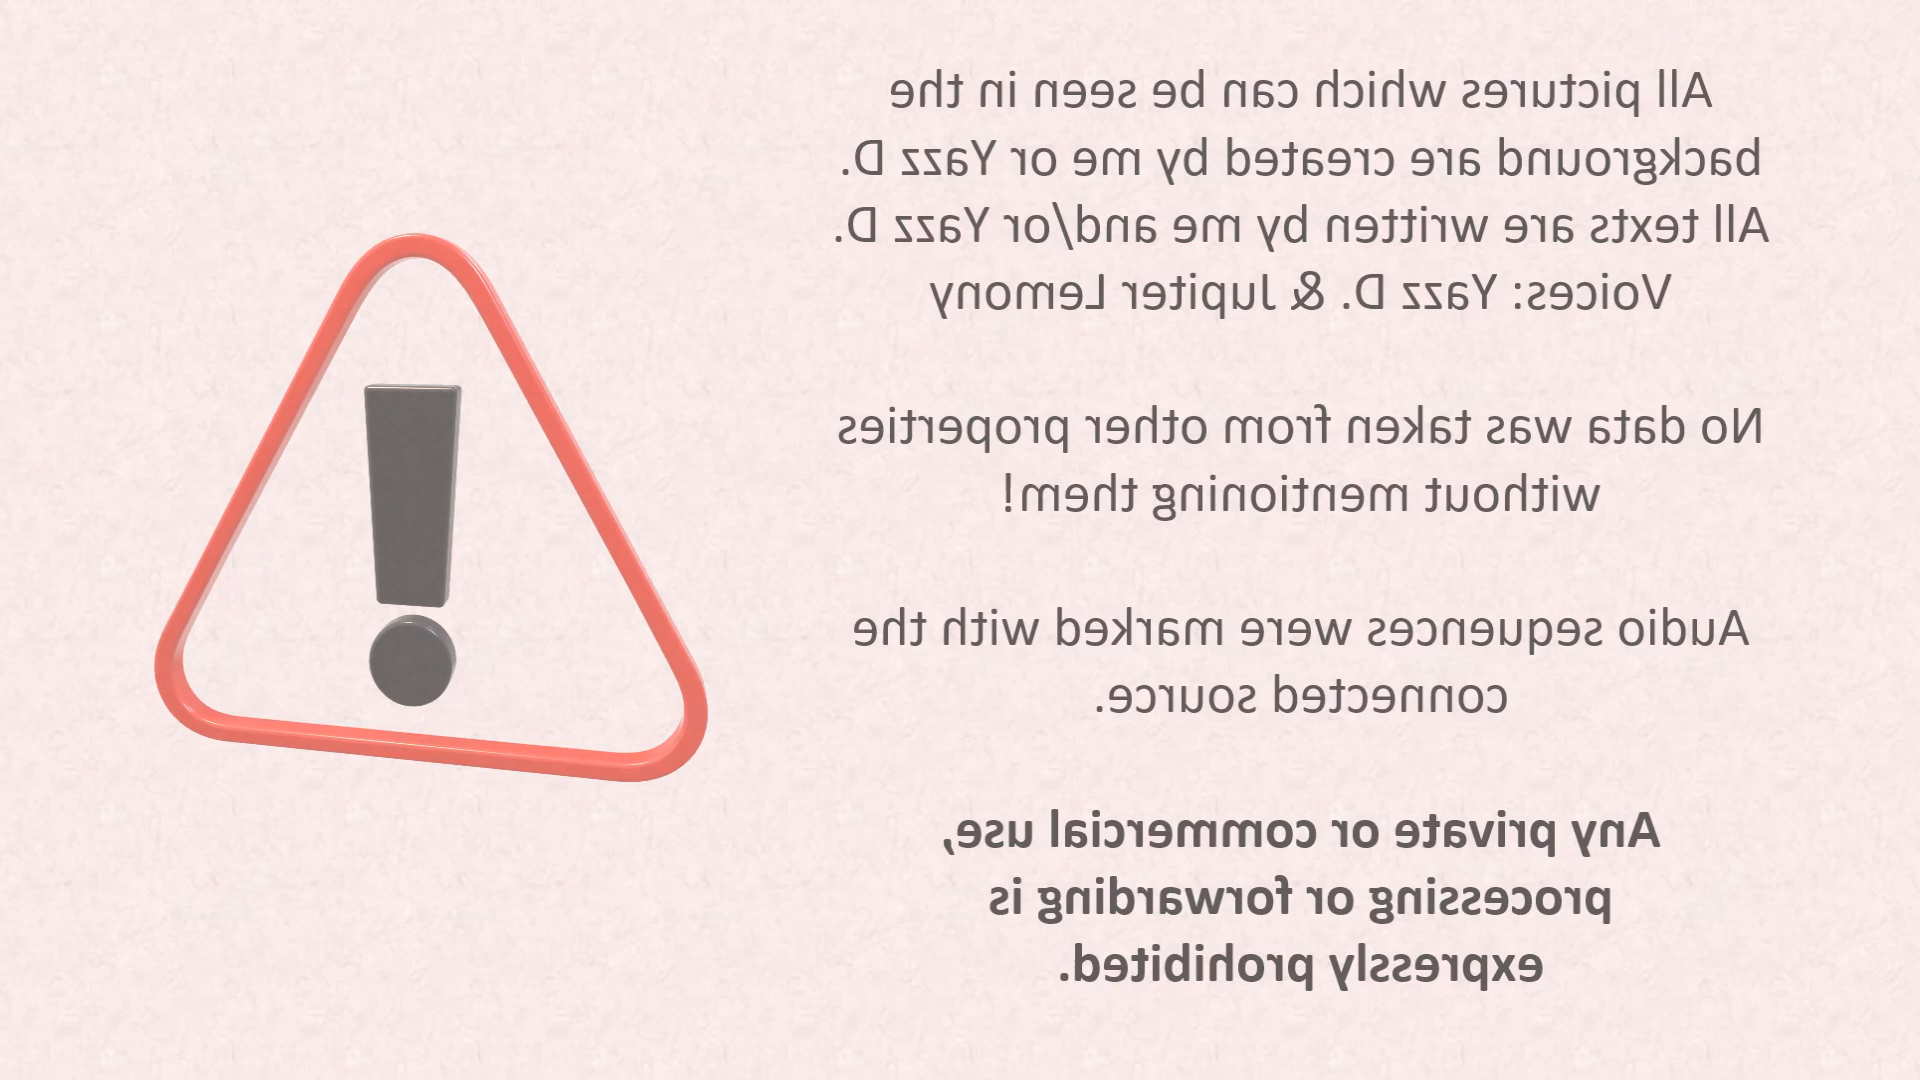 All pictures which can be seen in the
background are created by me or Yazz D.
All texts are written by me and/or Yazz D.
Voices: Yazz D. & Jupiter Lemony
No data was taken from other properties
without mentioning them!
Audio sequences were marked with the
connected source.
Any private or commercial use,
processing or forwarding is
expressly prohibited.